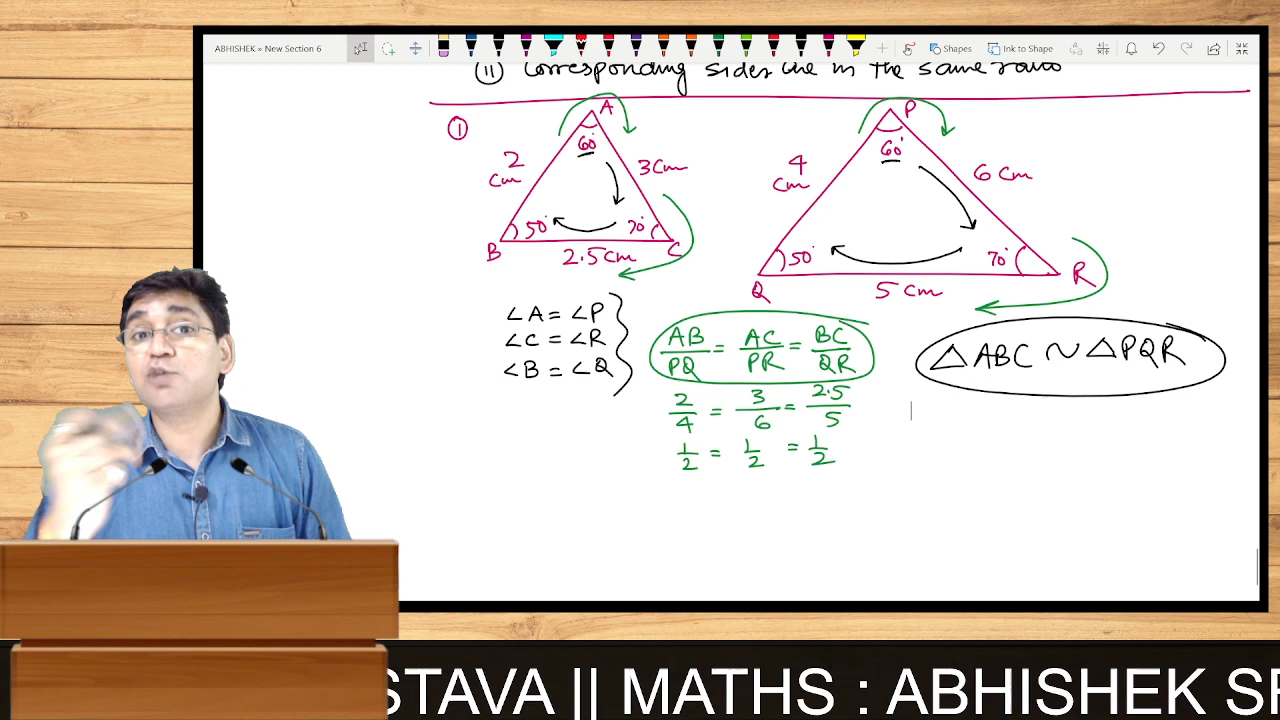 ABHISHEK » New Section 6
Shapes
Ink to Shape
(ii) Corresponding sides are in the same ratio
①
A
60°
2 cm
3cm
50°
70°
B
2.5cm
C
P
60°
4 cm
6 cm
50°
70°
Q
5 cm
R
∠A = ∠P
∠C = ∠R
∠B = ∠Q
AB/PQ = AC/PR = BC/QR
2/4 = 3/6 = 2.5/5
1/2 = 1/2 = 1/2
△ABC ~ △PQR
STAVA || MATHS : ABHISHEK